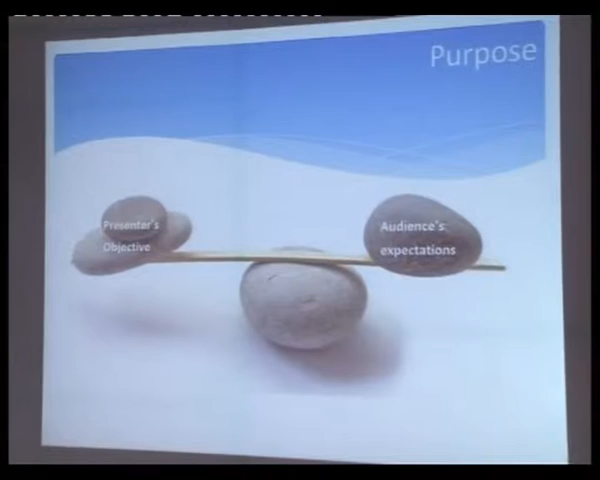 Purpose
Presenter's
Objective
Audience's
expectations